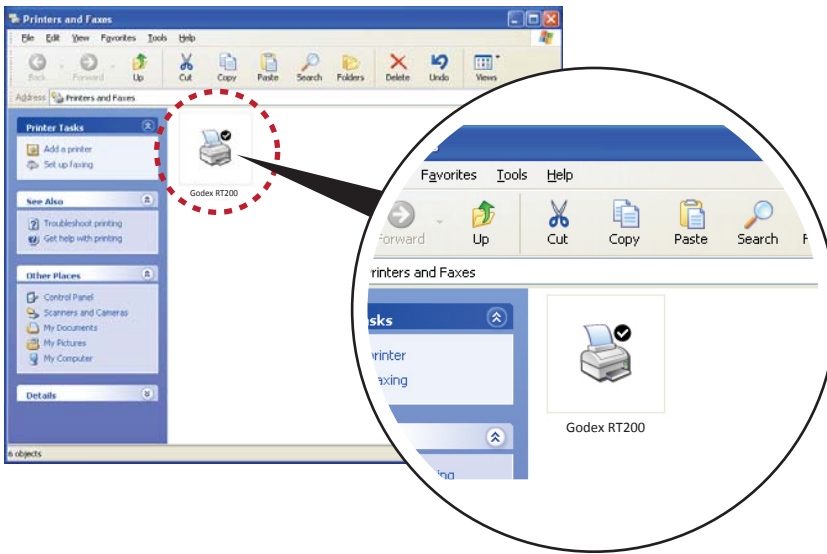 Printers and Faxes
File Edit View Favorites Tools Help
Back Forward Up Cut Copy Paste Search Folders Delete Undo Views
Address Printers and Faxes
Printer Tasks
Add a printer
Set up faxing
See Also
Troubleshoot printing
Get help with printing
Other Places
Control Panel
Scanners and Cameras
My Documents
My Pictures
My Computer
Details
6 objects
Godex RT200
s
Favorites Tools Help
Forward Up Cut Copy Paste Search F
rinters and Faxes
sks
rinter
axing
ing
Godex RT200